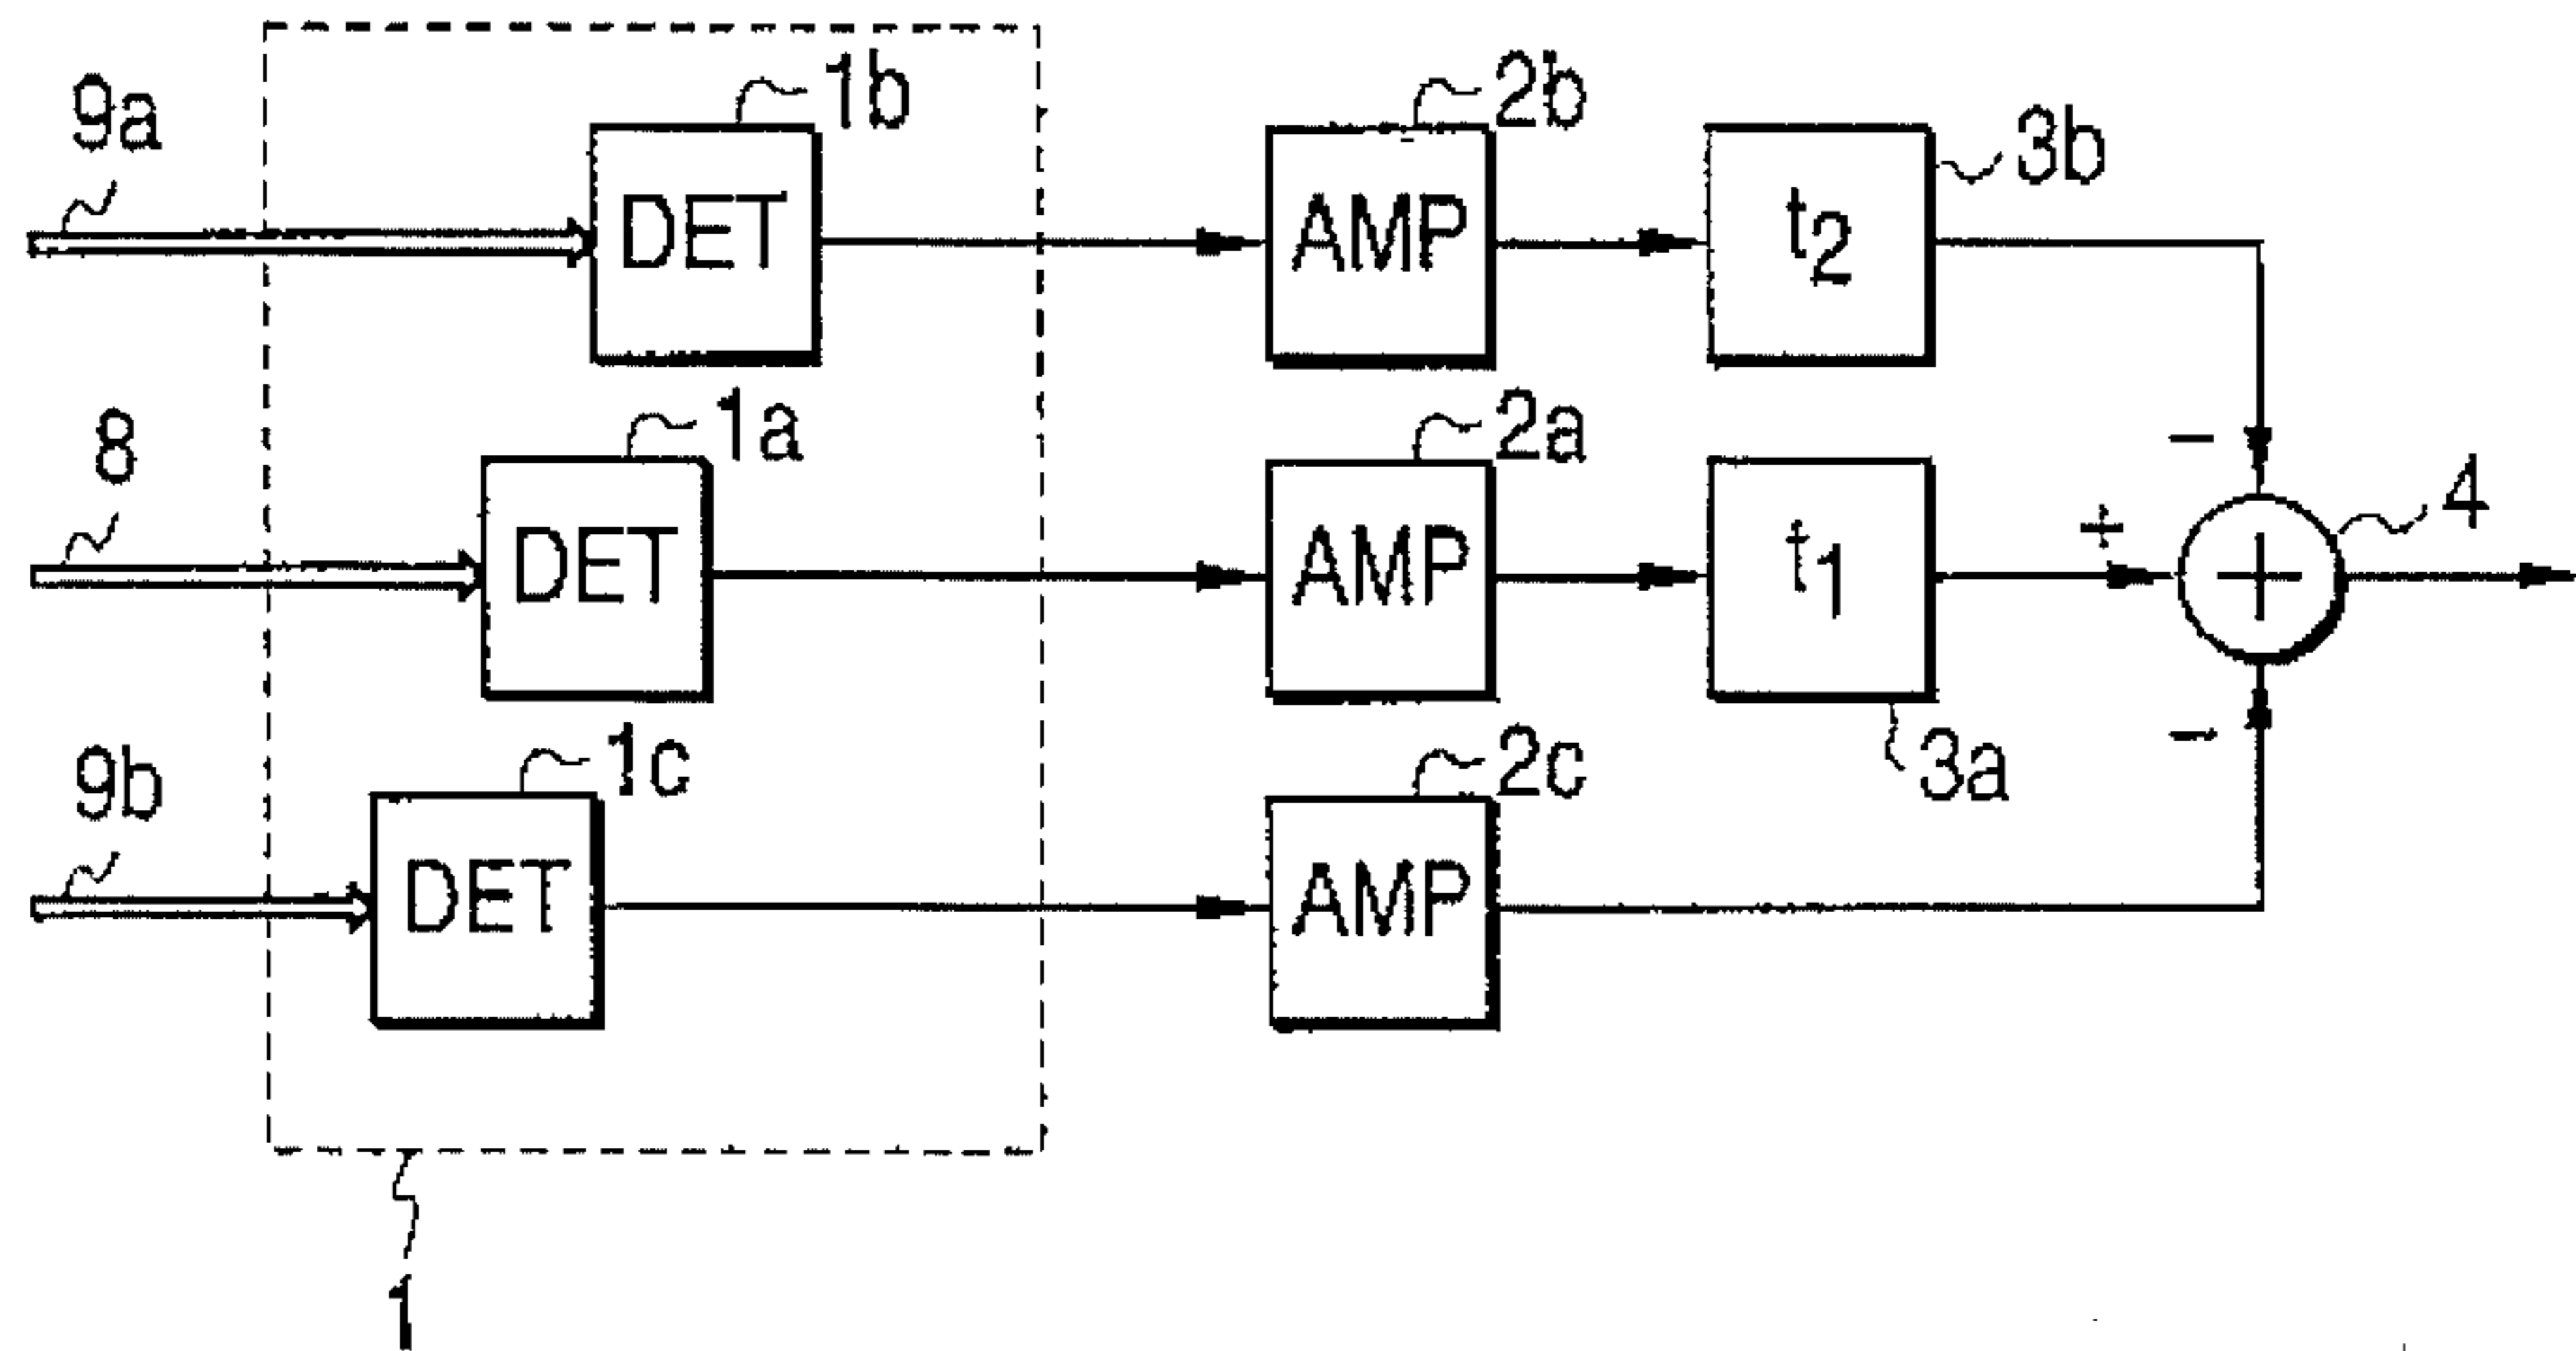 9a
1b
2b
3b
DET
AMP
t2
8
1a
2a
4
DET
AMP
t1
+
−
+
9b
1c
2c
3a
−
DET
AMP
1